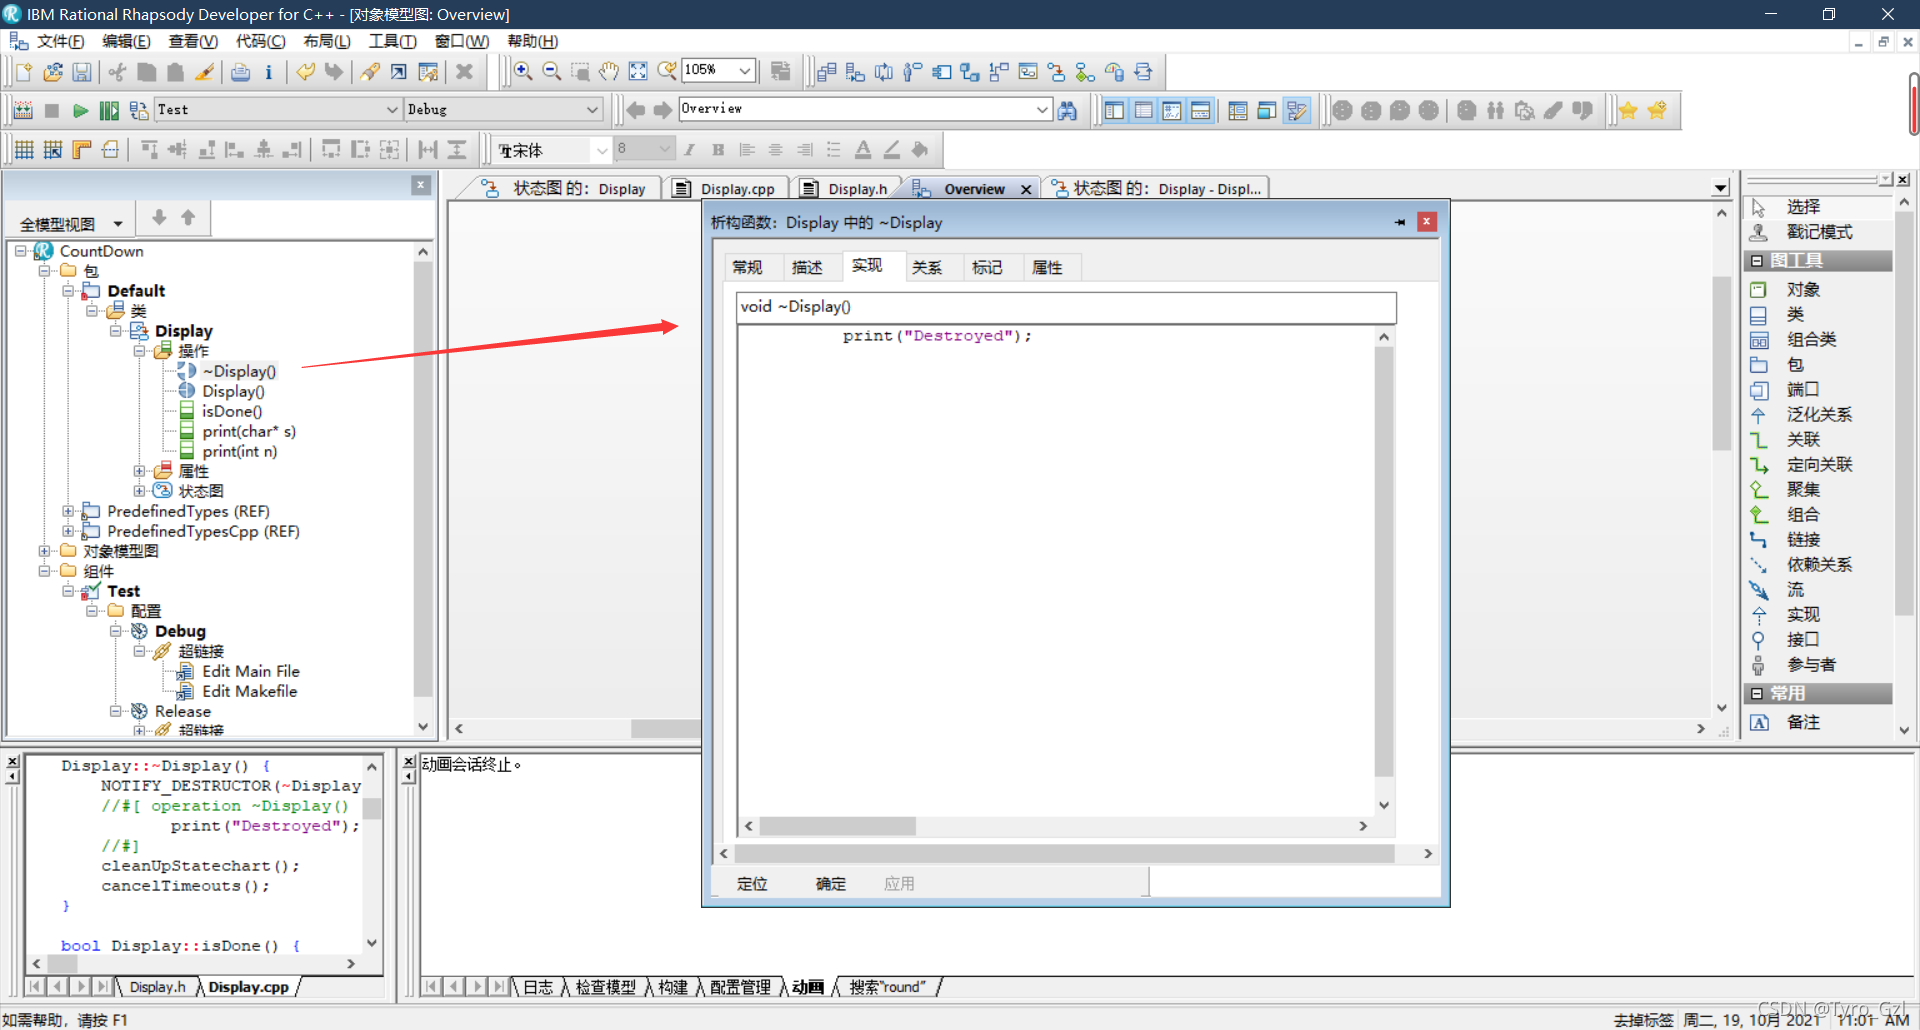 IBM Rational Rhapsody Developer for C++ - [对象模型图: Overview]
文件(F) 编辑(E) 查看(V) 代码(C) 布局(L) 工具(T) 窗口(W) 帮助(H)
105%
Test Debug Overview
宋体 8
状态图 的: Display Display.cpp Display.h Overview 状态图 的: Display - Displ...
全模型视图
CountDown
包
Default
类
Display
操作
~Display()
Display()
isDone()
print(char* s)
print(int n)
属性
状态图
PredefinedTypes (REF)
PredefinedTypesCpp (REF)
对象模型图
组件
Test
配置
Debug
超链接
Edit Main File
Edit Makefile
Release
超链接
析构函数: Display 中的 ~Display
常规 描述 实现 关系 标记 属性
void ~Display()
print("Destroyed");
定位 确定 应用
选择
戳记模式
图工具
对象
类
组合类
包
端口
泛化关系
关联
定向关联
聚集
组合
链接
依赖关系
流
实现
接口
参与者
常用
备注
Display::~Display() {
NOTIFY_DESTRUCTOR(~Display
//#[ operation ~Display()
print("Destroyed");
//#]
cleanUpStatechart();
cancelTimeouts();
}
bool Display::isDone() {
Display.h Display.cpp
动画会话终止。
日志 检查模型 构建 配置管理 动画 搜索"round"
如需帮助，请按 F1
去掉标签 周二, 19, 10月 2021 11:01 AM
CSDN @Tyro_Gzl